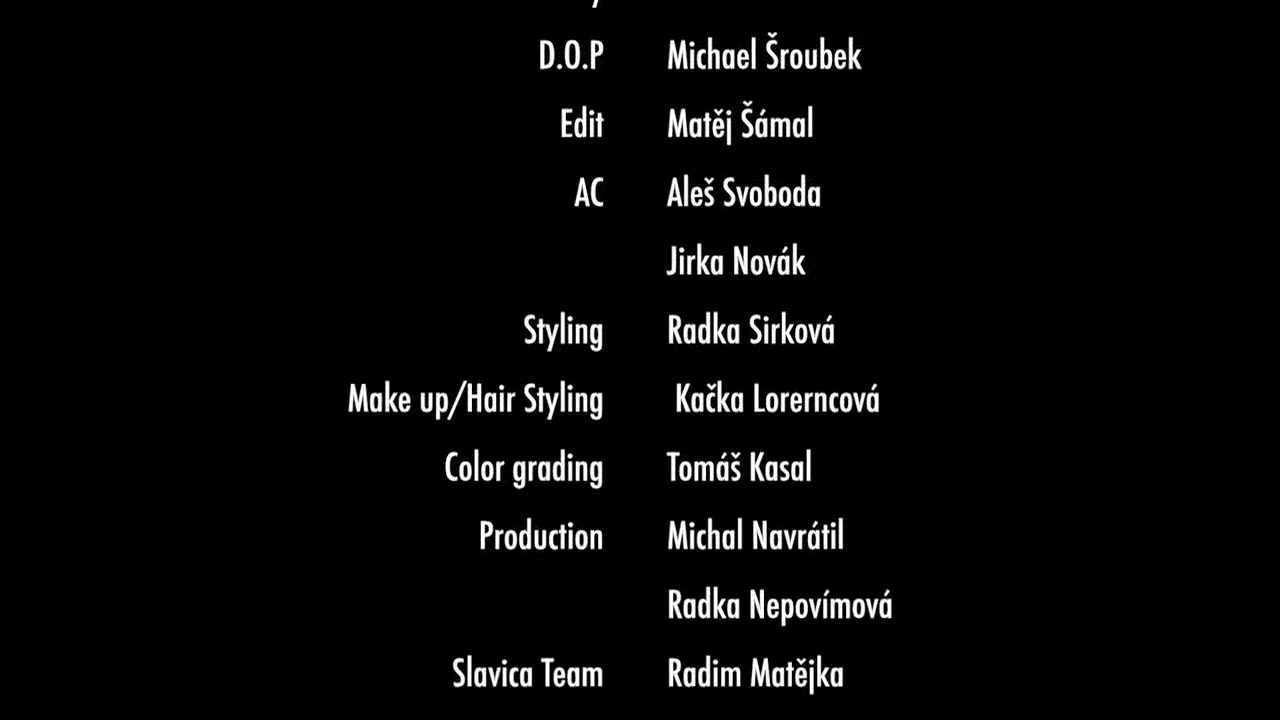 D.O.P Michael Šroubek
Edit Matěj Šámal
AC Aleš Svoboda
Jirka Novák
Styling Radka Sirková
Make up/Hair Styling Kačka Lorerncová
Color grading Tomáš Kasal
Production Michal Navrátil
Radka Nepovímová
Slavica Team Radim Matějka